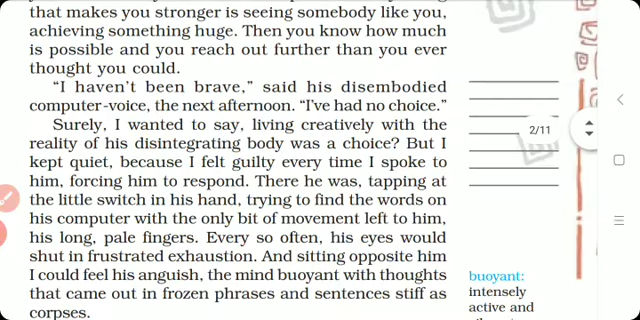 that makes you stronger is seeing somebody like you,
achieving something huge. Then you know how much
is possible and you reach out further than you ever
thought you could.
“I haven’t been brave,” said his disembodied
computer-voice, the next afternoon. “I’ve had no choice.”
Surely, I wanted to say, living creatively with the
reality of his disintegrating body was a choice? But I
kept quiet, because I felt guilty every time I spoke to
him, forcing him to respond. There he was, tapping at
the little switch in his hand, trying to find the words on
his computer with the only bit of movement left to him,
his long, pale fingers. Every so often, his eyes would
shut in frustrated exhaustion. And sitting opposite him
I could feel his anguish, the mind buoyant with thoughts
that came out in frozen phrases and sentences stiff as
corpses.
2/11
buoyant:
intensely
active and